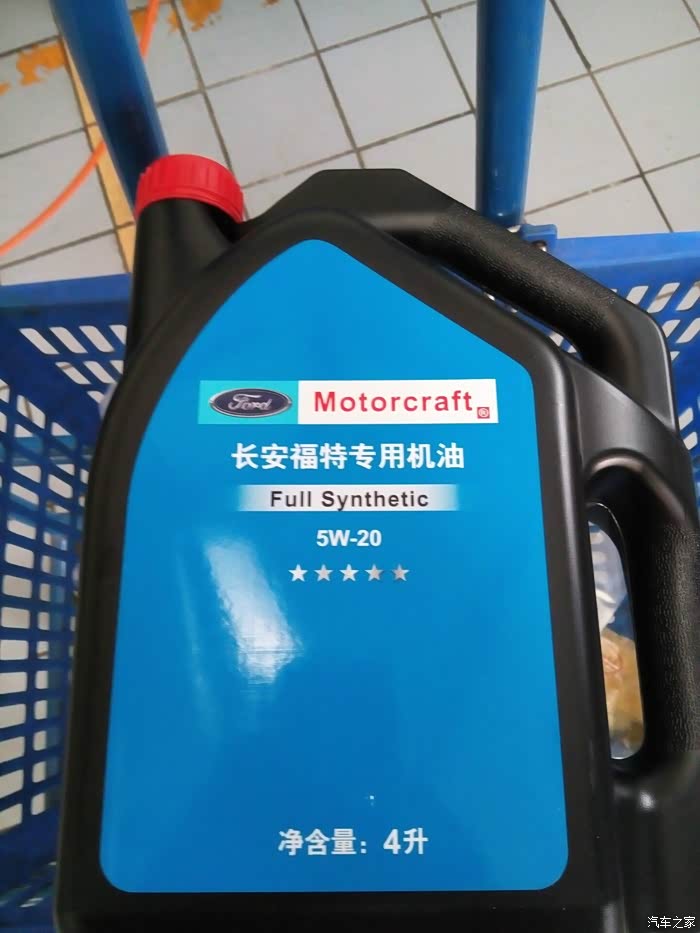 Ford Motorcraft®
长安福特专用机油
Full Synthetic
5W-20
净含量：4升
汽车之家